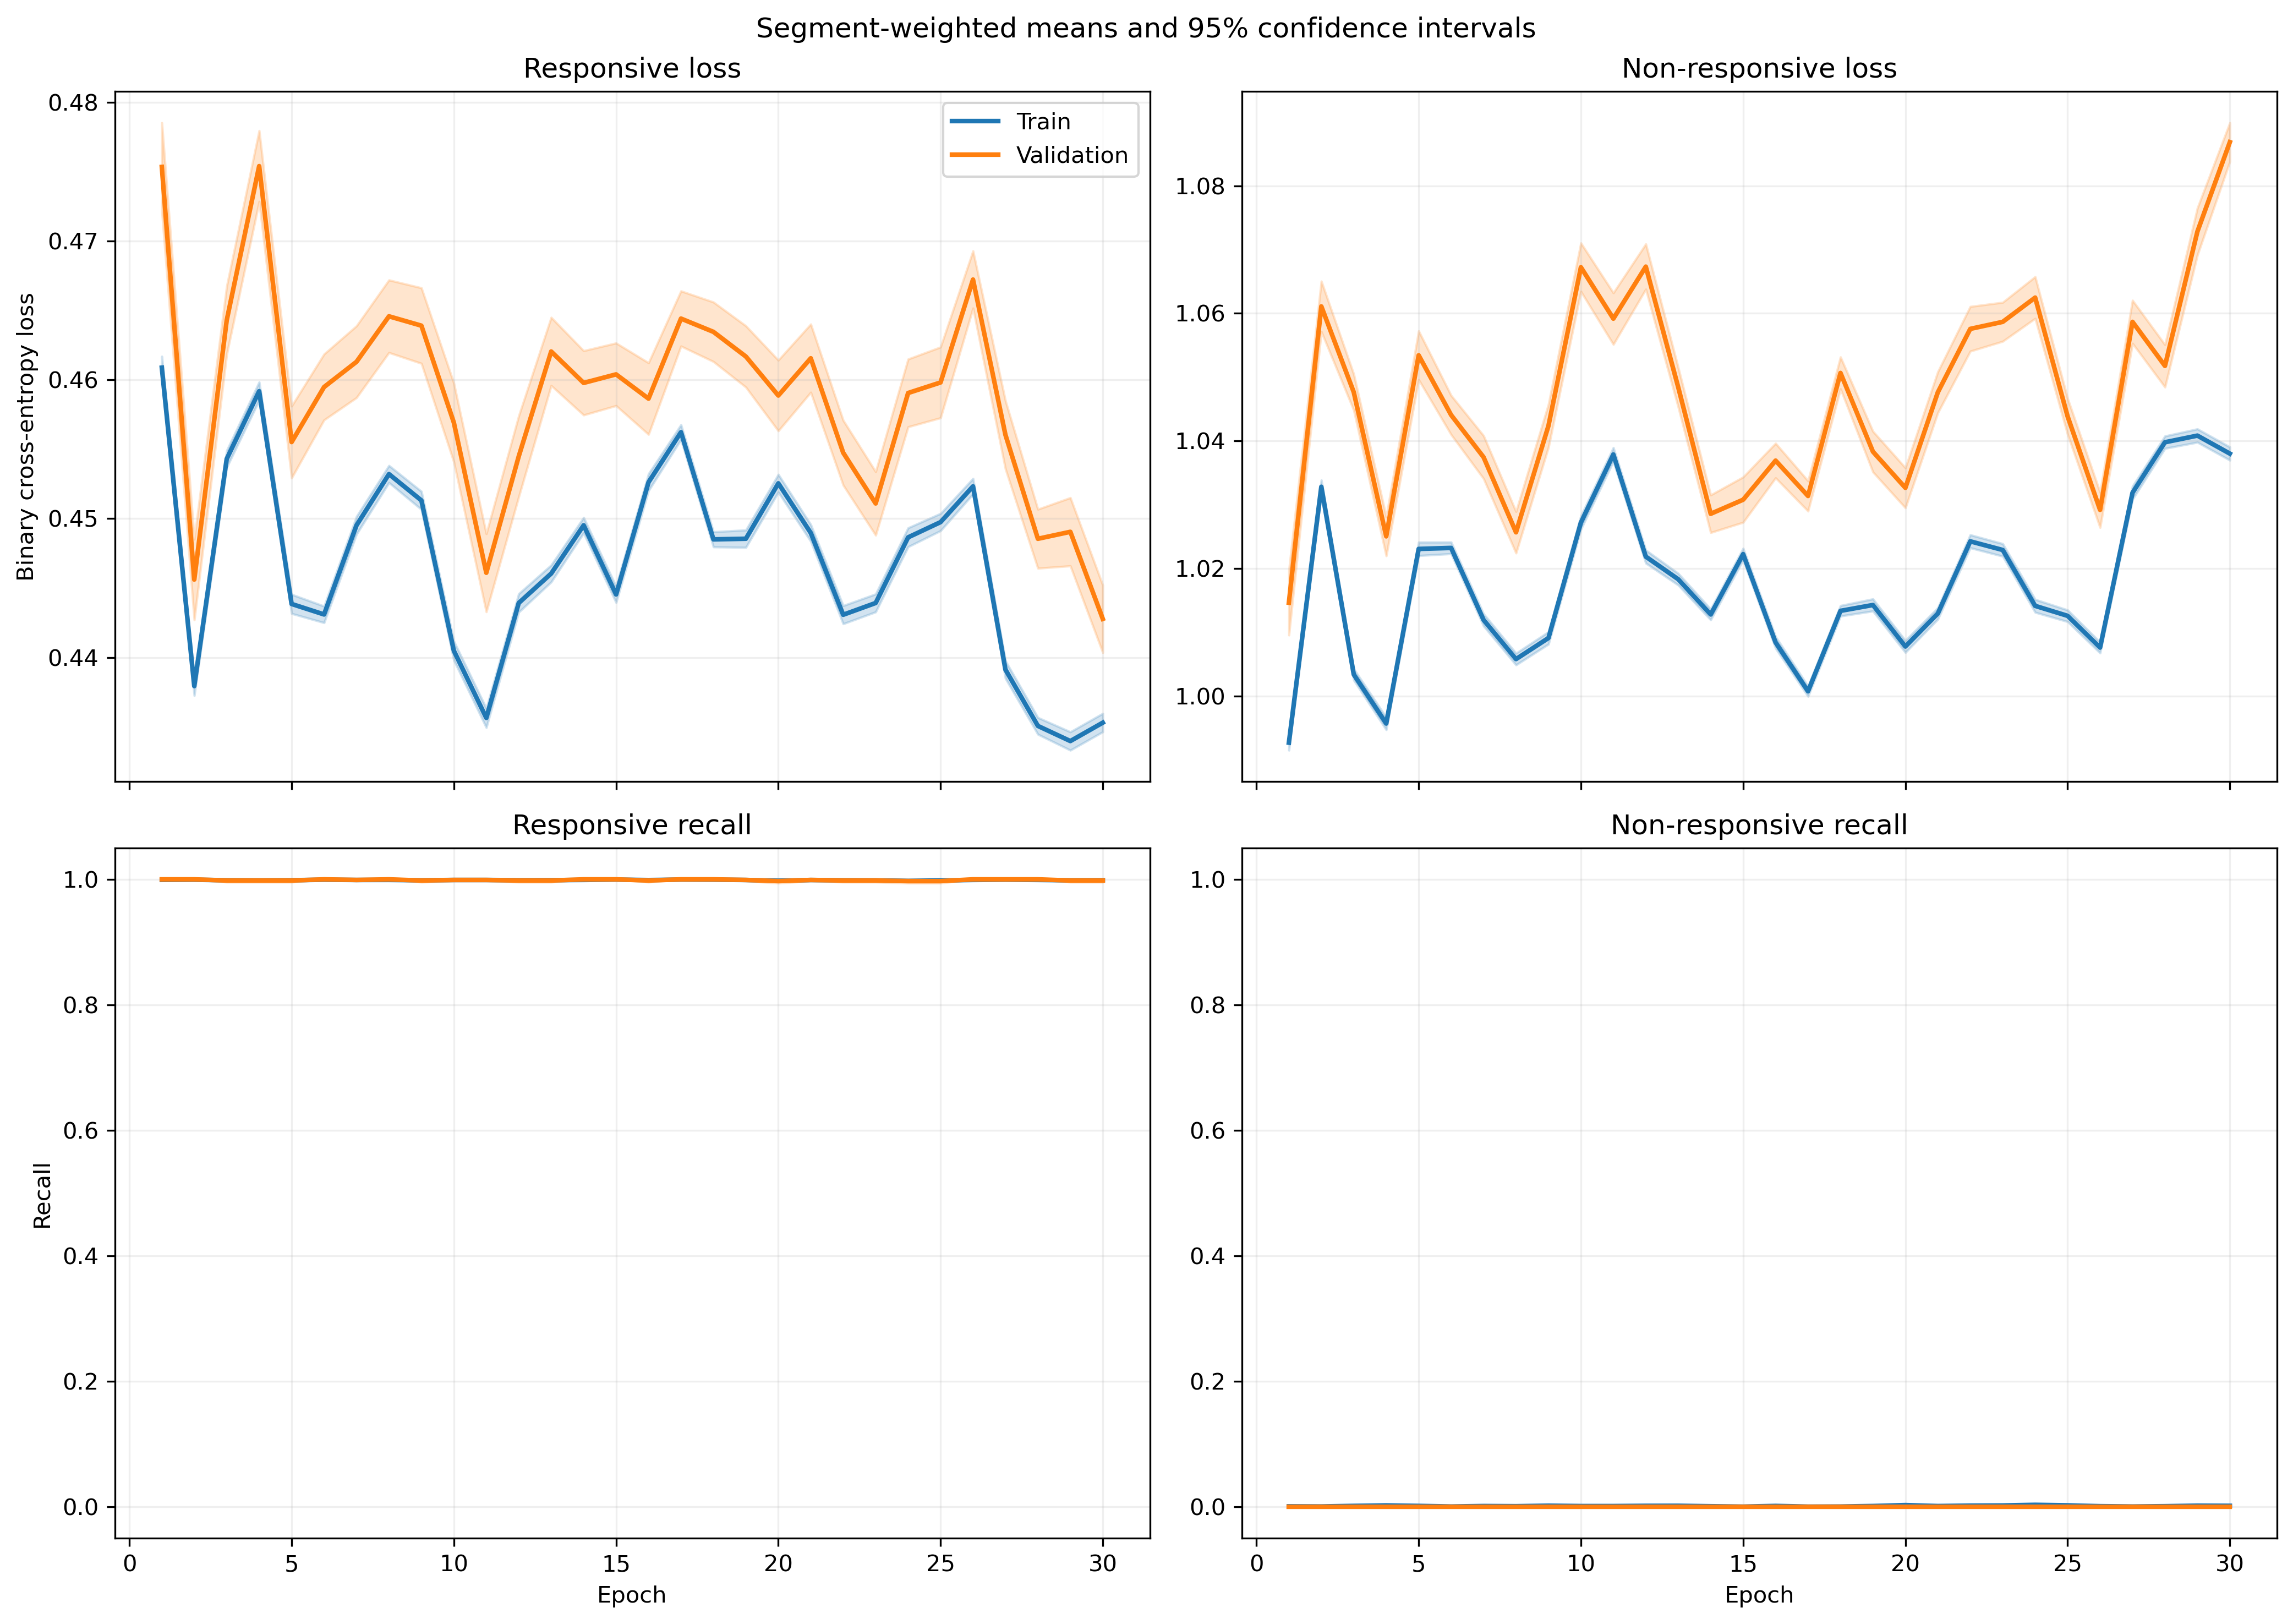 Segment-weighted means and 95% confidence intervals
Responsive loss
Non-responsive loss
Binary cross-entropy loss
0.48
0.47
0.46
0.45
0.44
Train
Validation
1.08
1.06
1.04
1.02
1.00
Responsive recall
Non-responsive recall
Recall
1.0
0.8
0.6
0.4
0.2
0.0
0 5 10 15 20 25 30
Epoch
1.0
0.8
0.6
0.4
0.2
0.0
0 5 10 15 20 25 30
Epoch